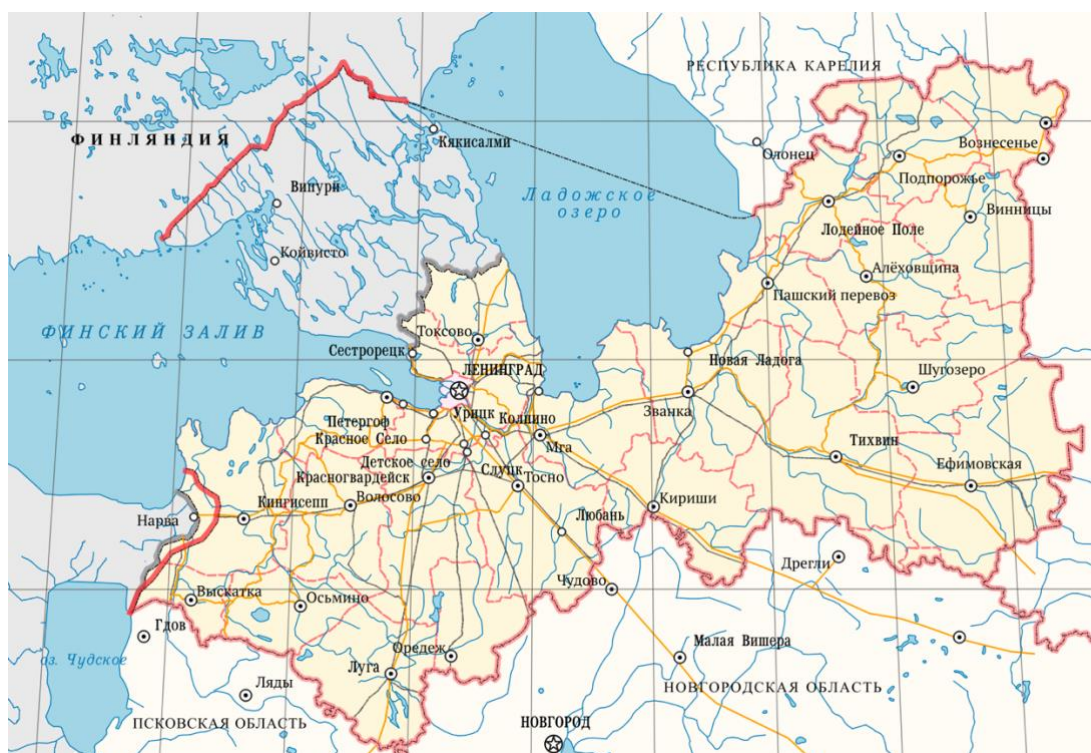 РЕСПУБЛИКА КАРЕЛИЯ
ФИНЛЯНДИЯ
Кякисалми
Олонец
Вознесенье
Подпорожье
Випури
Ладожское
озеро
Винницы
Лодейное Поле
Койвисто
Алёховщина
Пашский перевоз
ФИНСКИЙ ЗАЛИВ
Токсово
Сестрорецк
Новая Ладога
ЛЕНИНГРАД
Шугозеро
Званка
Петергоф
Урицк
Колпино
Красное Село
Мга
Тихвин
Детское село
Слуцк
Ефимовская
Красногвардейск
Тосно
Кингисепп
Волосово
Кириши
Нарва
Любань
Дрегли
Чудово
Выскатка
Осьмино
Гдов
Малая Вишера
оз. Чудское
Оредеж
Луга
Ляды
НОВГОРОДСКАЯ ОБЛАСТЬ
ПСКОВСКАЯ ОБЛАСТЬ
НОВГОРОД